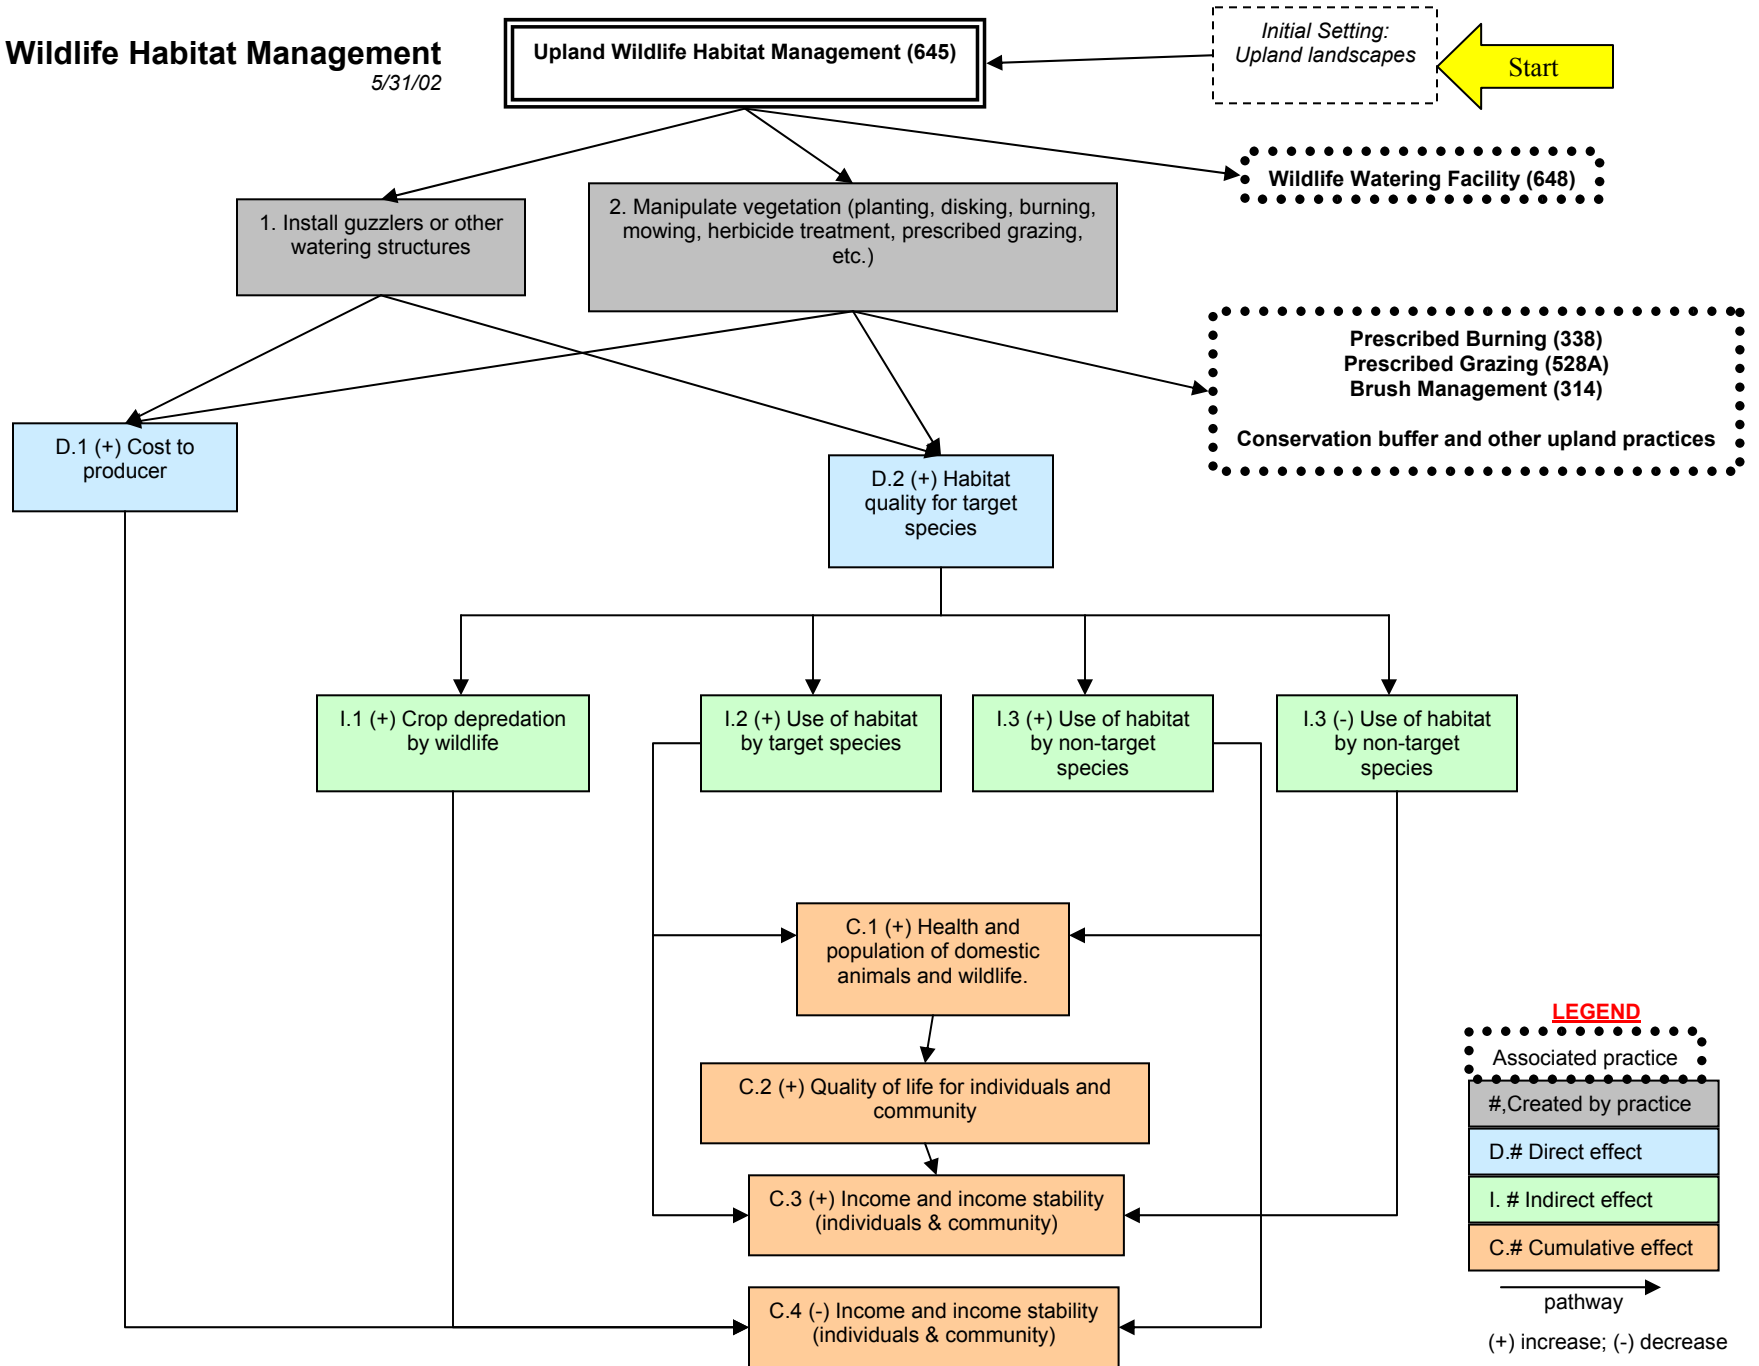 Wildlife Habitat Management
5/31/02
Upland Wildlife Habitat Management (645)
Initial Setting:
Upland landscapes
Start
Wildlife Watering Facility (648)
1. Install guzzlers or other
watering structures
2. Manipulate vegetation (planting, disking, burning,
mowing, herbicide treatment, prescribed grazing,
etc.)
Prescribed Burning (338)
Prescribed Grazing (528A)
Brush Management (314)
Conservation buffer and other upland practices
D.1 (+) Cost to
producer
D.2 (+) Habitat
quality for target
species
I.1 (+) Crop depredation
by wildlife
I.2 (+) Use of habitat
by target species
I.3 (+) Use of habitat
by non-target
species
I.3 (-) Use of habitat
by non-target
species
C.1 (+) Health and
population of domestic
animals and wildlife.
C.2 (+) Quality of life for individuals and
community
C.3 (+) Income and income stability
(individuals & community)
C.4 (-) Income and income stability
(individuals & community)
LEGEND
Associated practice
#,Created by practice
D.# Direct effect
I. # Indirect effect
C.# Cumulative effect
pathway
(+) increase; (-) decrease